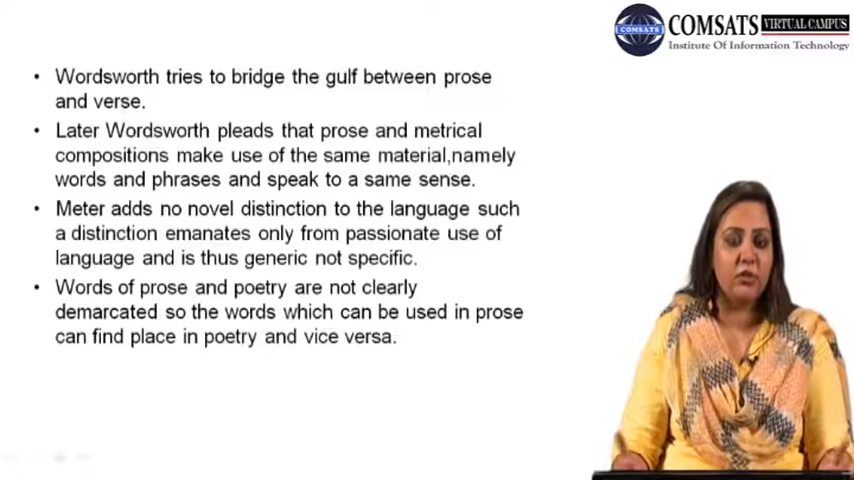 COMSATS VIRTUAL CAMPUS
COMSATS
Institute Of Information Technology
• Wordsworth tries to bridge the gulf between prose
and verse.
• Later Wordsworth pleads that prose and metrical
compositions make use of the same material,namely
words and phrases and speak to a same sense.
• Meter adds no novel distinction to the language such
a distinction emanates only from passionate use of
language and is thus generic not specific.
• Words of prose and poetry are not clearly
demarcated so the words which can be used in prose
can find place in poetry and vice versa.